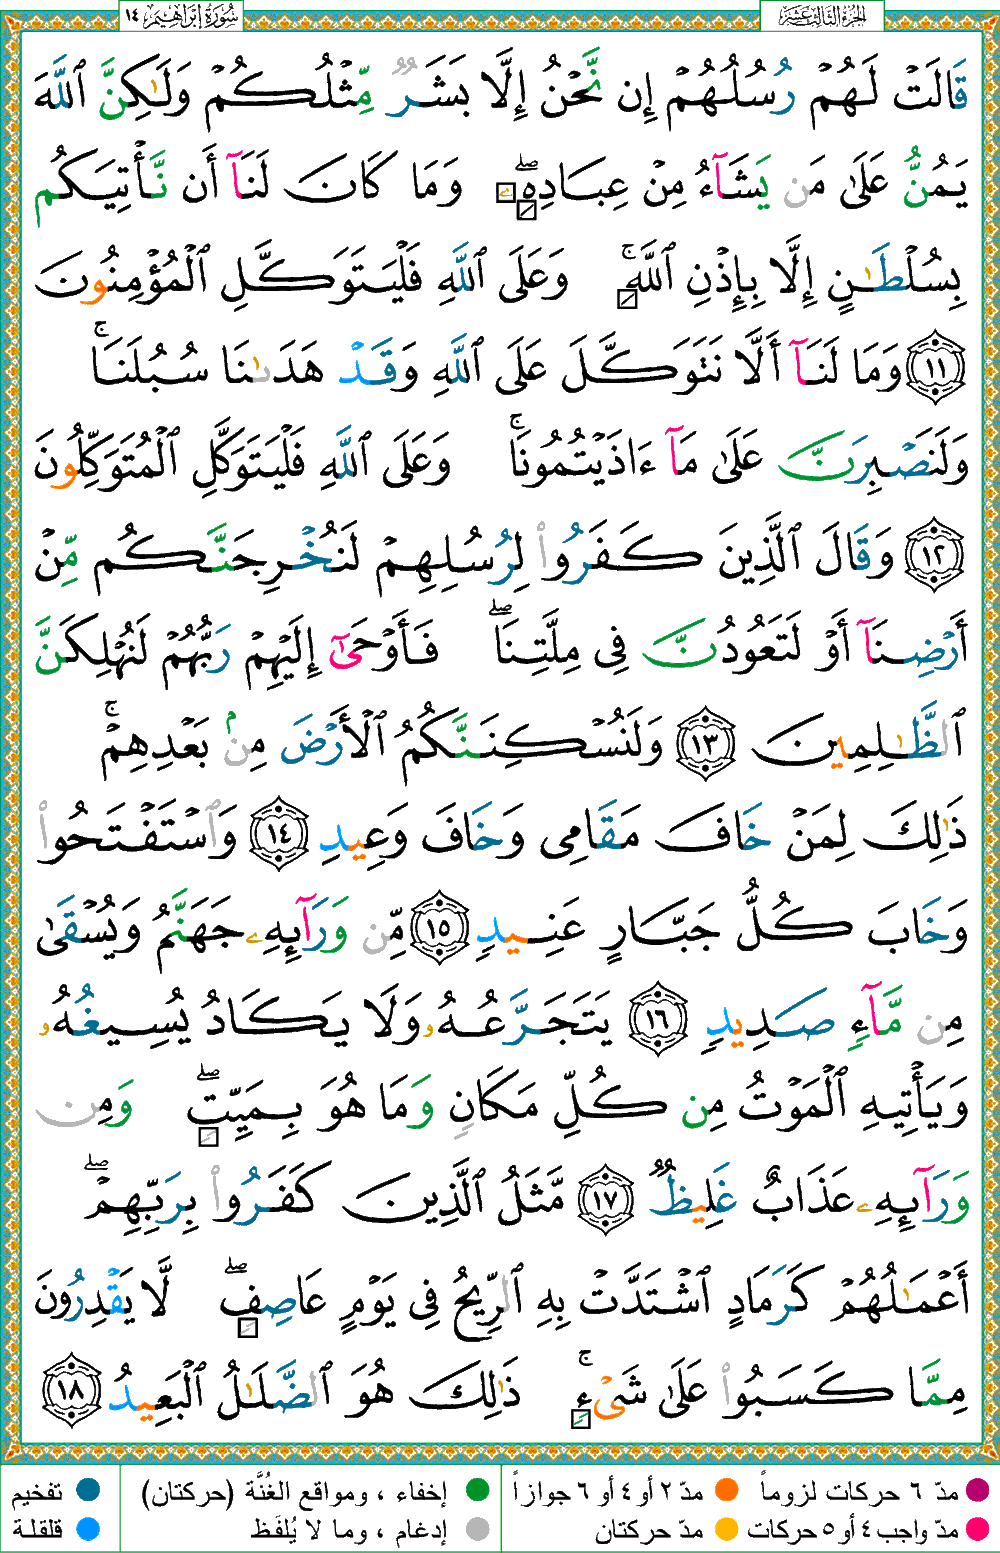 سُورَةُ إِبْرَاهِيم ١٤
الجُزءُ الثَّالِثَ عَشَرَ
قَالَتْ لَهُمْ رُسُلُهُمْ إِن نَّحْنُ إِلَّا بَشَرٌ مِّثْلُكُمْ وَلَـٰكِنَّ ٱللَّهَ
يَمُنُّ عَلَىٰ مَن يَشَآءُ مِنْ عِبَادِهِۦ ۖ وَمَا كَانَ لَنَآ أَن نَّأْتِيَكُم
بِسُلْطَـٰنٍ إِلَّا بِإِذْنِ ٱللَّهِ ۚ وَعَلَى ٱللَّهِ فَلْيَتَوَكَّلِ ٱلْمُؤْمِنُونَ
١١ وَمَا لَنَآ أَلَّا نَتَوَكَّلَ عَلَى ٱللَّهِ وَقَدْ هَدَىٰنَا سُبُلَنَا ۚ
وَلَنَصْبِرَنَّ عَلَىٰ مَآ ءَاذَيْتُمُونَا ۚ وَعَلَى ٱللَّهِ فَلْيَتَوَكَّلِ ٱلْمُتَوَكِّلُونَ
١٢ وَقَالَ ٱلَّذِينَ كَفَرُوا۟ لِرُسُلِهِمْ لَنُخْرِجَنَّكُم مِّنْ
أَرْضِنَآ أَوْ لَتَعُودُنَّ فِى مِلَّتِنَا ۖ فَأَوْحَىٰٓ إِلَيْهِمْ رَبُّهُمْ لَنُهْلِكَنَّ
ٱلظَّـٰلِمِينَ ١٣ وَلَنُسْكِنَنَّكُمُ ٱلْأَرْضَ مِنۢ بَعْدِهِمْ ۚ
ذَٰلِكَ لِمَنْ خَافَ مَقَامِى وَخَافَ وَعِيدِ ١٤ وَٱسْتَفْتَحُوا۟
وَخَابَ كُلُّ جَبَّارٍ عَنِيدٍ ١٥ مِّن وَرَآئِهِۦ جَهَنَّمُ وَيُسْقَىٰ
مِن مَّآءٍ صَدِيدٍ ١٦ يَتَجَرَّعُهُۥ وَلَا يَكَادُ يُسِيغُهُۥ
وَيَأْتِيهِ ٱلْمَوْتُ مِن كُلِّ مَكَانٍ وَمَا هُوَ بِمَيِّتٍ ۖ وَمِن
وَرَآئِهِۦ عَذَابٌ غَلِيظٌ ١٧ مَّثَلُ ٱلَّذِينَ كَفَرُوا۟ بِرَبِّهِمْ ۖ
أَعْمَـٰلُهُمْ كَرَمَادٍ ٱشْتَدَّتْ بِهِ ٱلرِّيحُ فِى يَوْمٍ عَاصِفٍ ۖ لَّا يَقْدِرُونَ
مِمَّا كَسَبُوا۟ عَلَىٰ شَىْءٍ ۚ ذَٰلِكَ هُوَ ٱلضَّلَـٰلُ ٱلْبَعِيدُ ١٨
مدّ ٦ حركات لزوماً مدّ ٢ أو ٤ أو ٦ جوازاً إخفاء ، ومواقع الغُنَّة (حركتان) تفخيم
مدّ واجب ٤ أو ٥ حركات مدّ حركتان إدغام ، وما لا يُلفَظ قلقلة